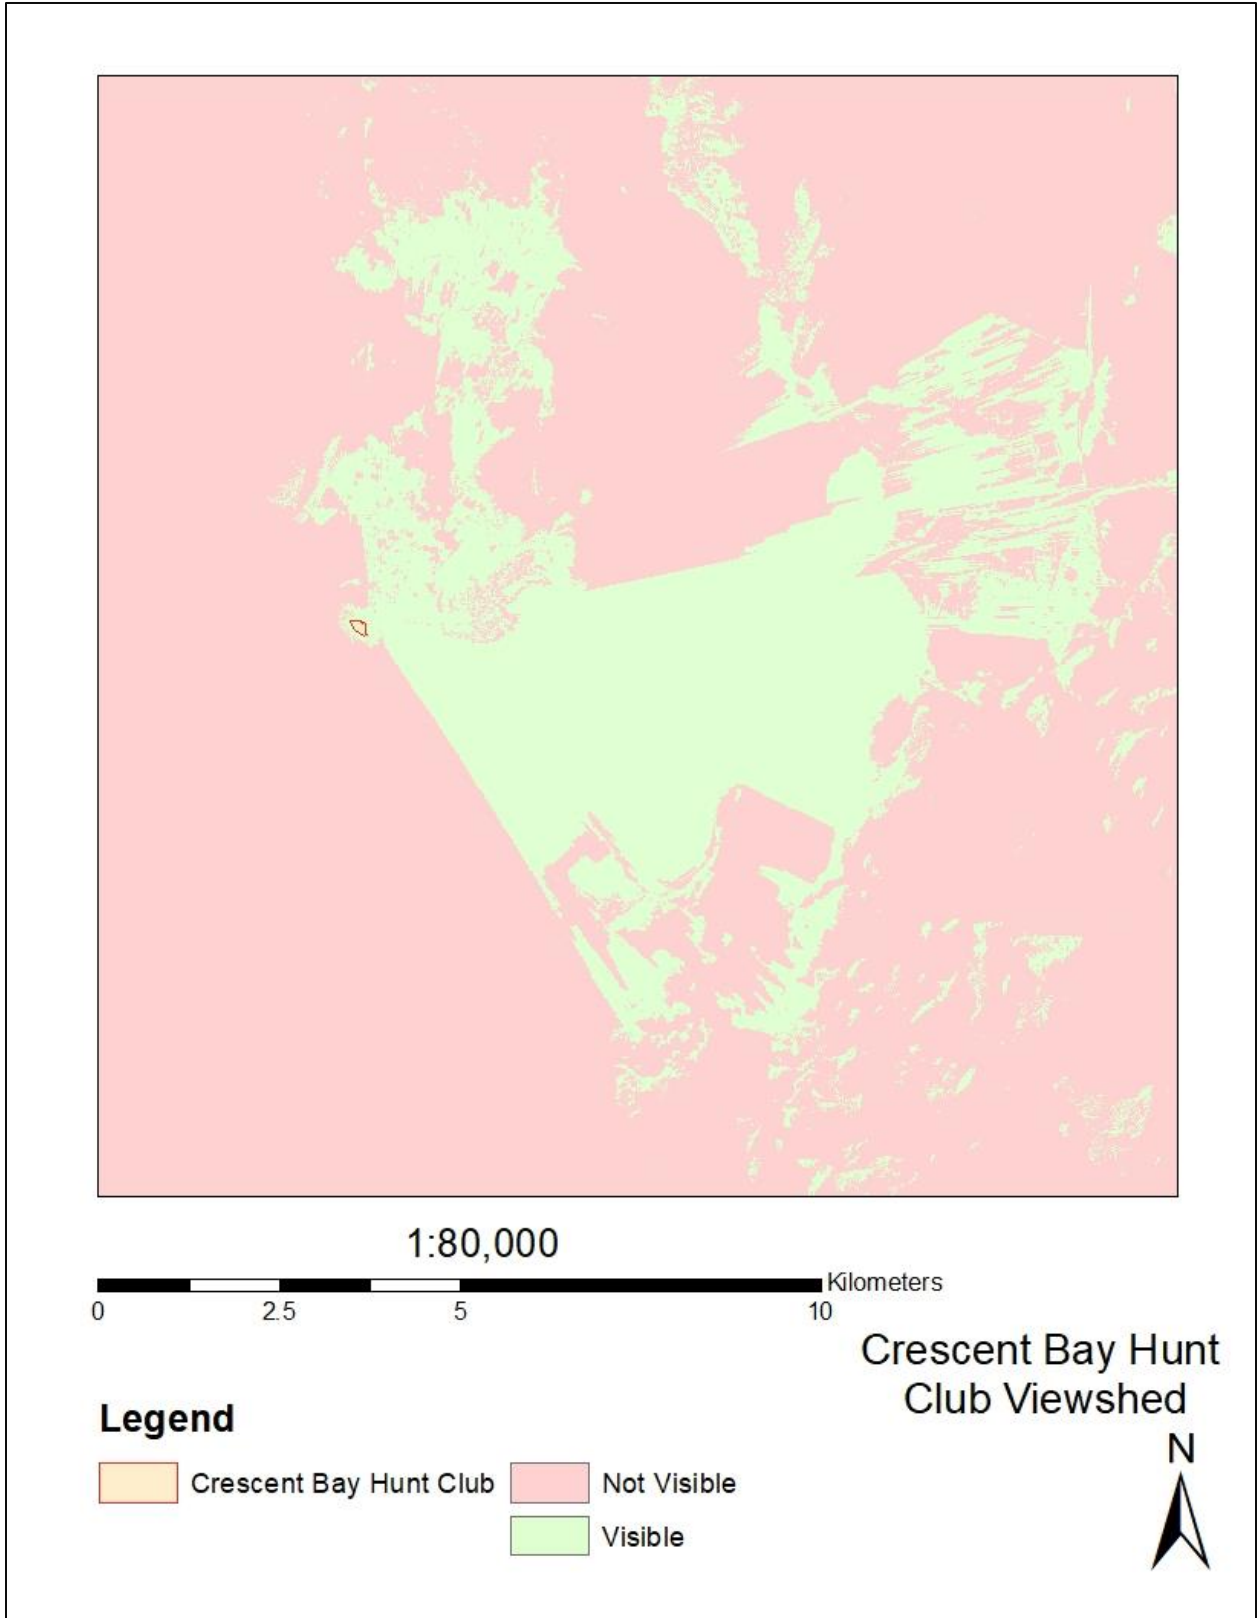 1:80,000
Kilometers
0 2.5 5 10
Crescent Bay Hunt
Club Viewshed
N
Legend
Crescent Bay Hunt Club
Not Visible
Visible